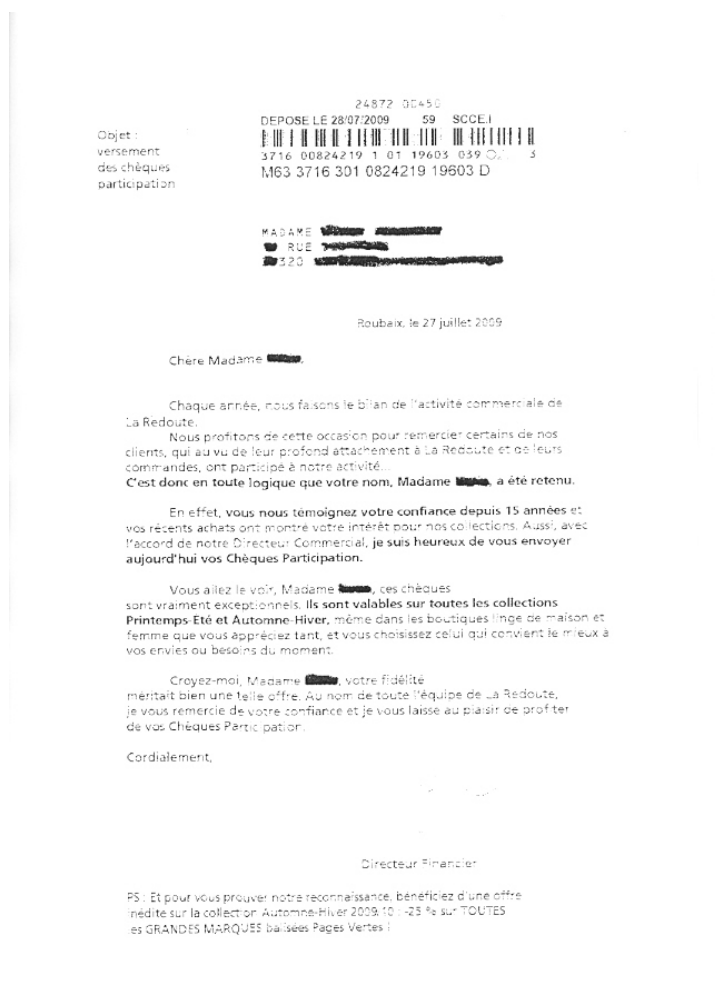 24872 00450
DEPOSE LE 28/07/2009 59 SCCE.I
Objet :
versement
des chèques
participation
3716 00824219 1 01 19603 039 3
M63 3716 301 0824219 19603 D
MADAME
RUE
320
Roubaix, le 27 juillet 2009
Chère Madame ,
Chaque année, nous faisons le bilan de l'activité commerciale de
La Redoute.
Nous profitons de cette occasion pour remercier certains de nos
clients, qui au vu de leur profond attachement à La Redoute et de leurs
commandes, ont participé à notre activité...
C'est donc en toute logique que votre nom, Madame , a été retenu.
En effet, vous nous témoignez votre confiance depuis 15 années et
vos récents achats ont montré votre intérêt pour nos collections. Aussi, avec
l'accord de notre Directeur Commercial, je suis heureux de vous envoyer
aujourd'hui vos Chèques Participation.
Vous allez le voir, Madame , ces chèques
sont vraiment exceptionnels. Ils sont valables sur toutes les collections
Printemps-Eté et Automne-Hiver, même dans les boutiques linge de maison et
femme que vous appréciez tant, et vous choisissez celui qui convient le mieux à
vos envies ou besoins du moment.
Croyez-moi, Madame , votre fidélité
méritait bien une telle offre. Au nom de toute l'équipe de La Redoute,
je vous remercie de votre confiance et je vous laisse au plaisir de profiter
de vos Chèques Participation.
Cordialement,
Directeur Financier
PS : Et pour vous prouver notre reconnaissance, bénéficiez d'une offre
inédite sur la collection Automne-Hiver 2009.10 : -25 % sur TOUTES
les GRANDES MARQUES balisées Pages Vertes !